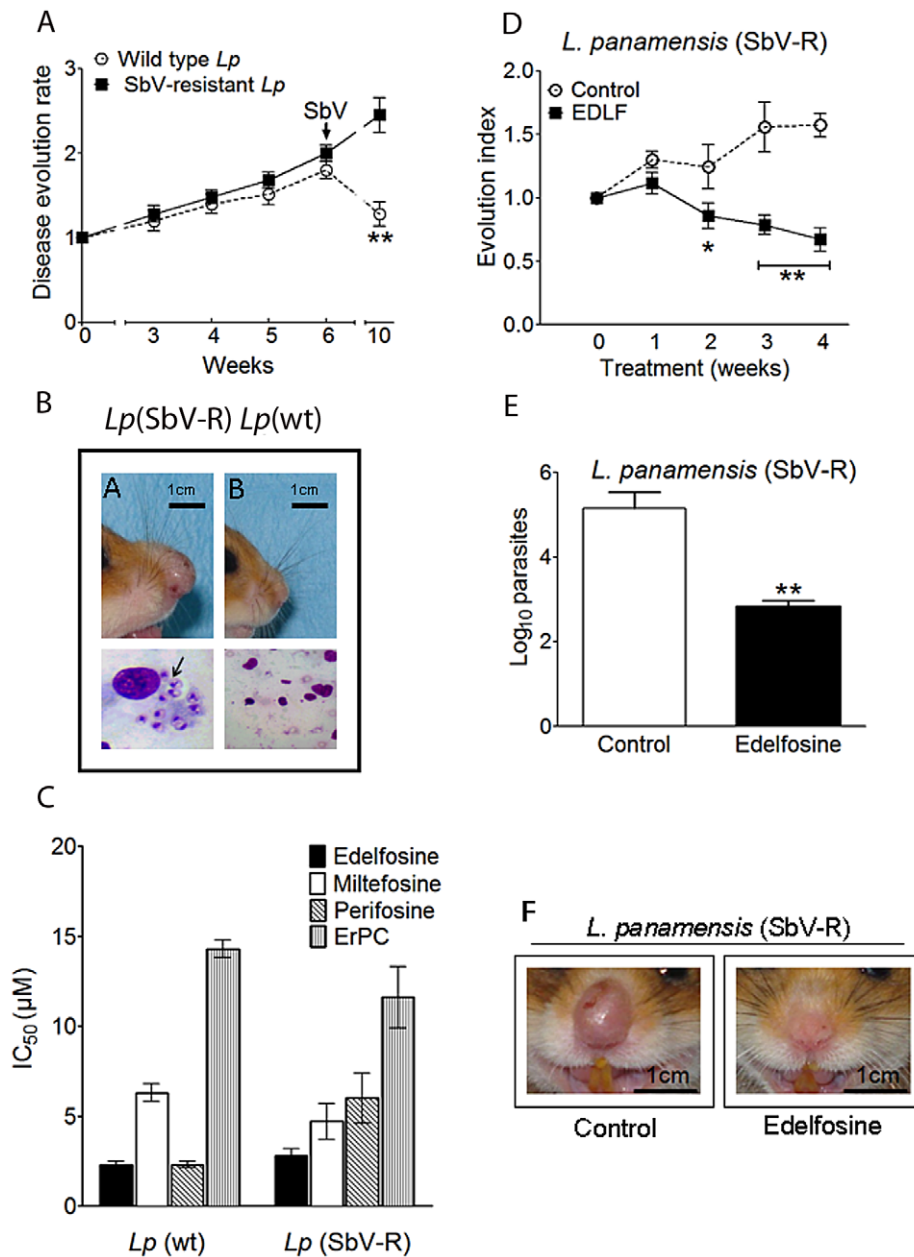 A
Wild type Lp
SbV-resistant Lp
SbV
3
2
1
**
0 3 4 5 6 10
Disease evolution rate
Weeks
B
Lp(SbV-R) Lp(wt)
A 1cm
B 1cm
C
20
15
10
5
0
IC50 (µM)
Edelfosine
Miltefosine
Perifosine
ErPC
Lp (wt) Lp (SbV-R)
D
L. panamensis (SbV-R)
Control
EDLF
2.0
1.5
1.0
0.5
0.0
Evolution index
*
**
0 1 2 3 4
Treatment (weeks)
E
L. panamensis (SbV-R)
6
4
2
0
Log10 parasites
**
Control Edelfosine
F
L. panamensis (SbV-R)
1cm 1cm
Control Edelfosine